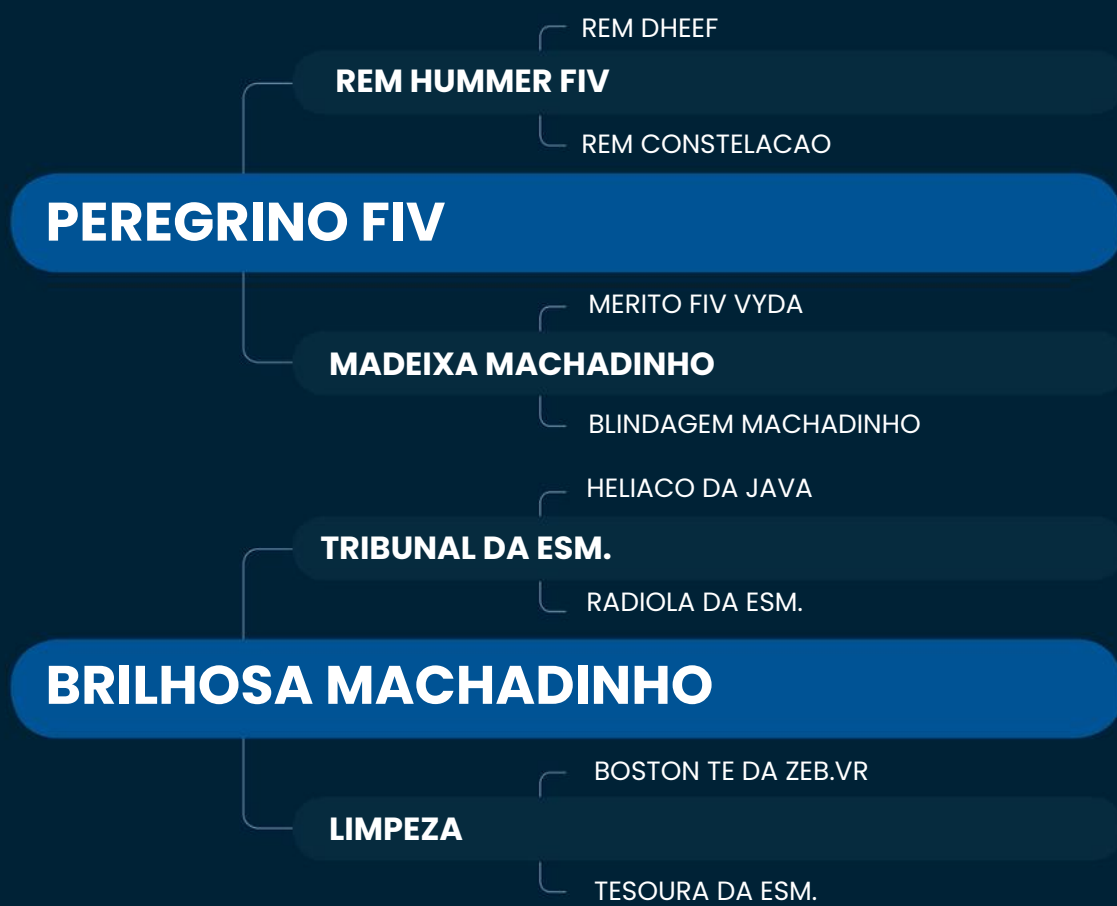 REM DHEEF
REM HUMMER FIV
REM CONSTELACAO
PEREGRINO FIV
MERITO FIV VYDA
MADEIXA MACHADINHO
BLINDAGEM MACHADINHO
HELIACO DA JAVA
TRIBUNAL DA ESM.
RADIOLA DA ESM.
BRILHOSA MACHADINHO
BOSTON TE DA ZEB.VR
LIMPEZA
TESOURA DA ESM.